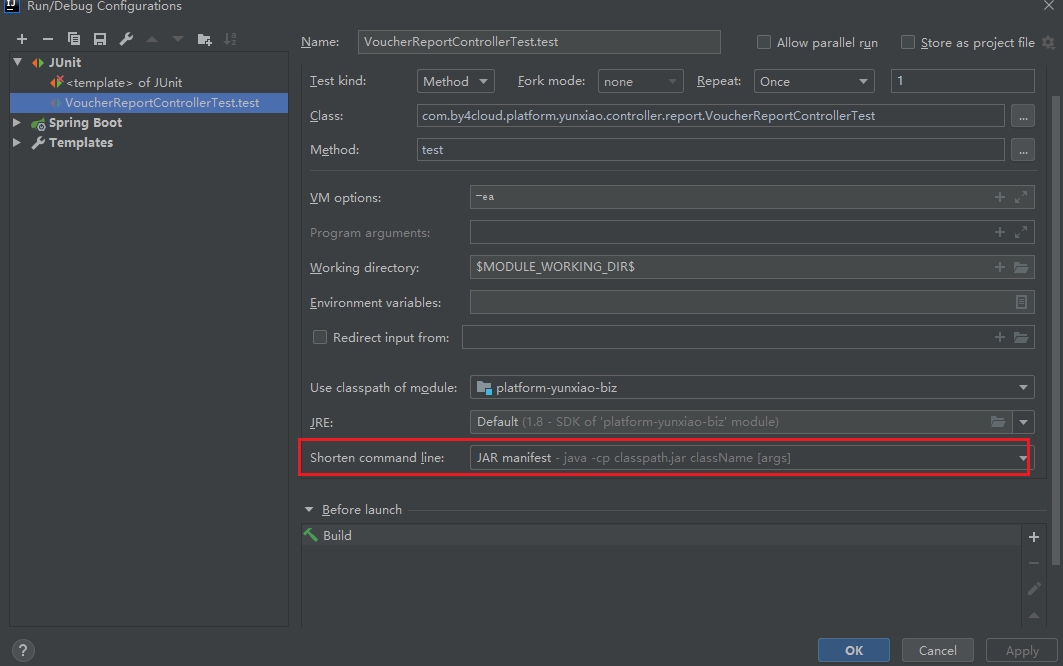 IJ Run/Debug Configurations
JUnit
<template> of JUnit
VoucherReportControllerTest.test
Spring Boot
Templates
Name: VoucherReportControllerTest.test Allow parallel run Store as project file
Test kind: Method Fork mode: none Repeat: Once 1
Class: com.by4cloud.platform.yunxiao.controller.report.VoucherReportControllerTest ...
Method: test ...
VM options: -ea
Program arguments:
Working directory: $MODULE_WORKING_DIR$
Environment variables:
Redirect input from:
Use classpath of module: platform-yunxiao-biz
JRE: Default (1.8 - SDK of 'platform-yunxiao-biz' module)
Shorten command line: JAR manifest - java -cp classpath.jar className [args]
Before launch
Build
? OK Cancel Apply